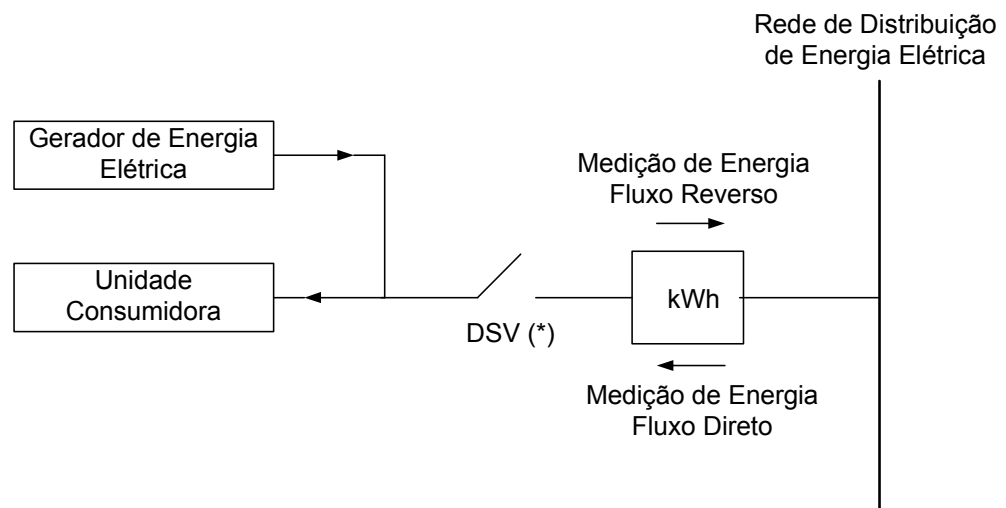 Rede de Distribuição
de Energia Elétrica
Gerador de Energia
Elétrica
Medição de Energia
Fluxo Reverso
Unidade
Consumidora
kWh
DSV (*)
Medição de Energia
Fluxo Direto